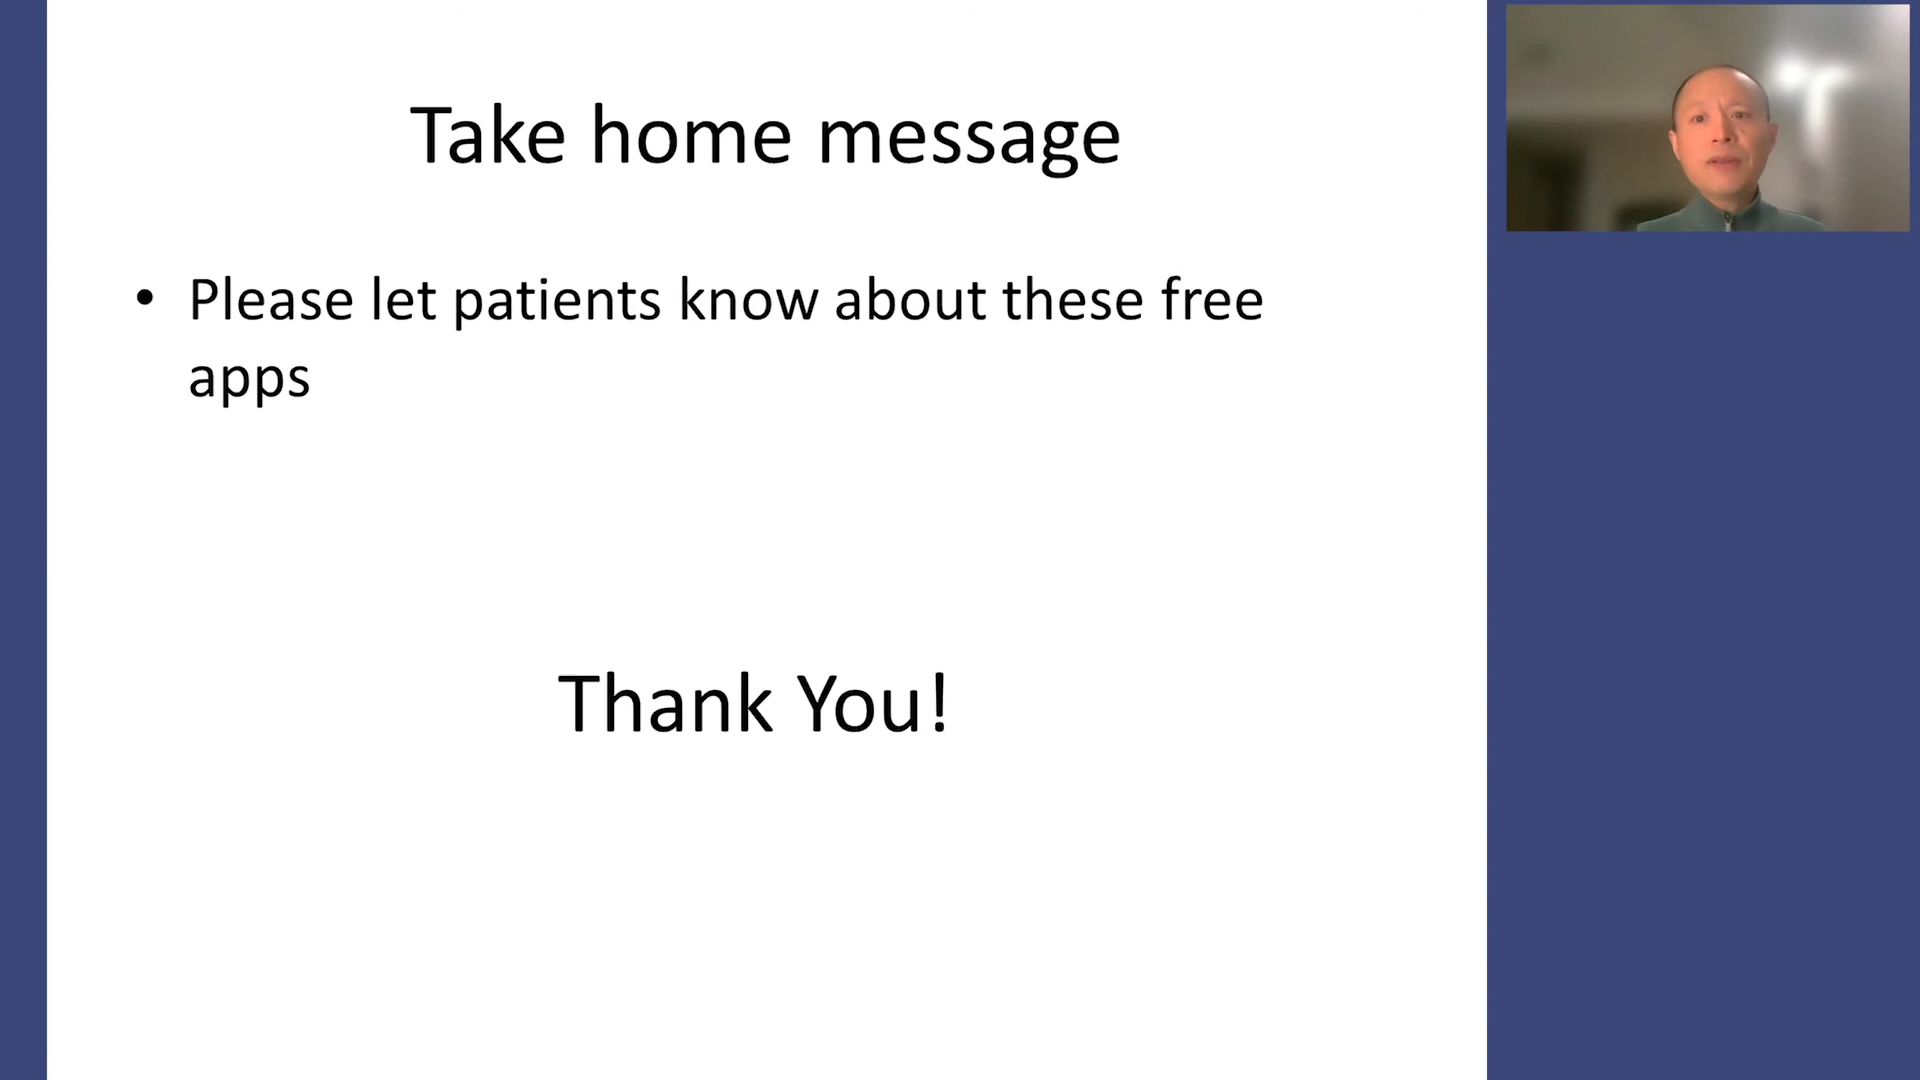 Take home message
• Please let patients know about these free
apps
Thank You!